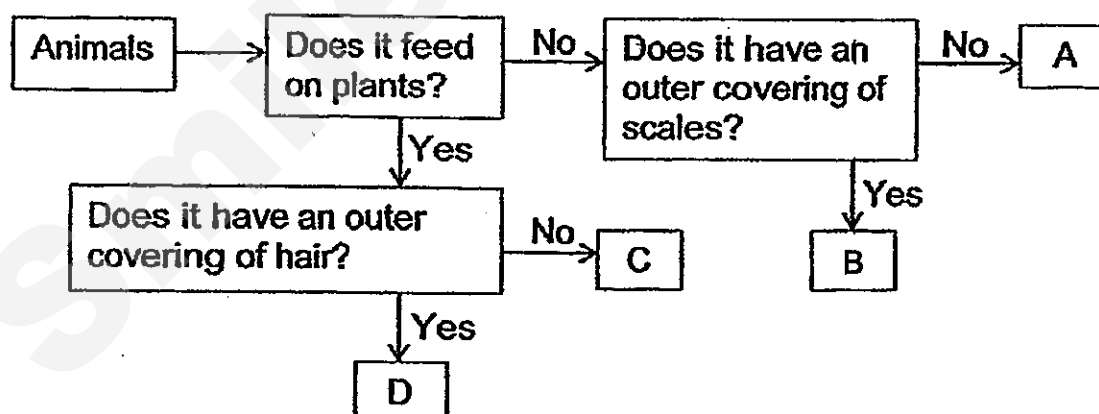 Animals
Does it feed
on plants?
No
Does it have an
outer covering of
scales?
No
A
Yes
Yes
Does it have an outer
covering of hair?
No
C
B
Yes
D
smile